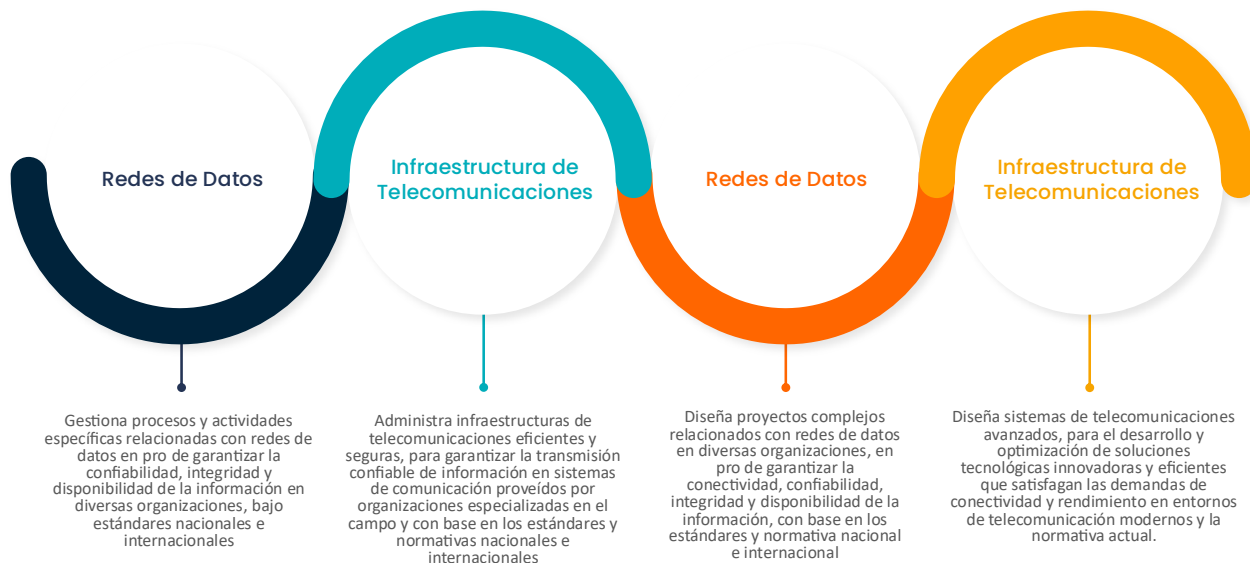 Redes de Datos
Infraestructura de
Telecomunicaciones
Redes de Datos
Infraestructura de
Telecomunicaciones
Gestiona procesos y actividades
específicas relacionadas con redes de
datos en pro de garantizar la
confiabilidad, integridad y
disponibilidad de la información en
diversas organizaciones, bajo
estándares nacionales e
internacionales
Administra infraestructuras de
telecomunicaciones eficientes y
seguras, para garantizar la transmisión
confiable de información en sistemas
de comunicación proveídos por
organizaciones especializadas en el
campo y con base en los estándares y
normativas nacionales e
internacionales
Diseña proyectos complejos
relacionados con redes de datos
en diversas organizaciones, en
pro de garantizar la
conectividad, confiabilidad,
integridad y disponibilidad de la
información, con base en los
estándares y normativa nacional
e internacional
Diseña sistemas de telecomunicaciones
avanzados, para el desarrollo y
optimización de soluciones
tecnológicas innovadoras y eficientes
que satisfagan las demandas de
conectividad y rendimiento en entornos
de telecomunicación modernos y la
normativa actual.